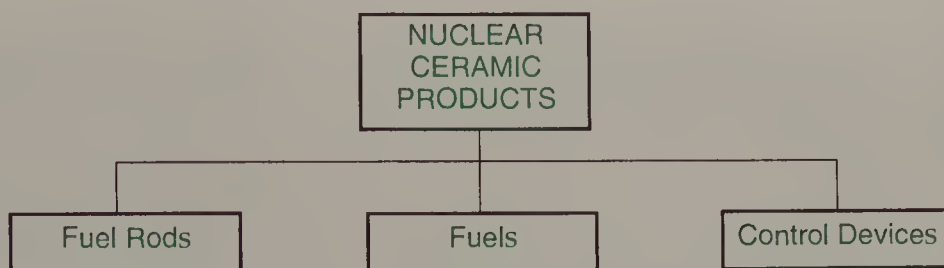 NUCLEAR
CERAMIC
PRODUCTS
Fuel Rods
Fuels
Control Devices